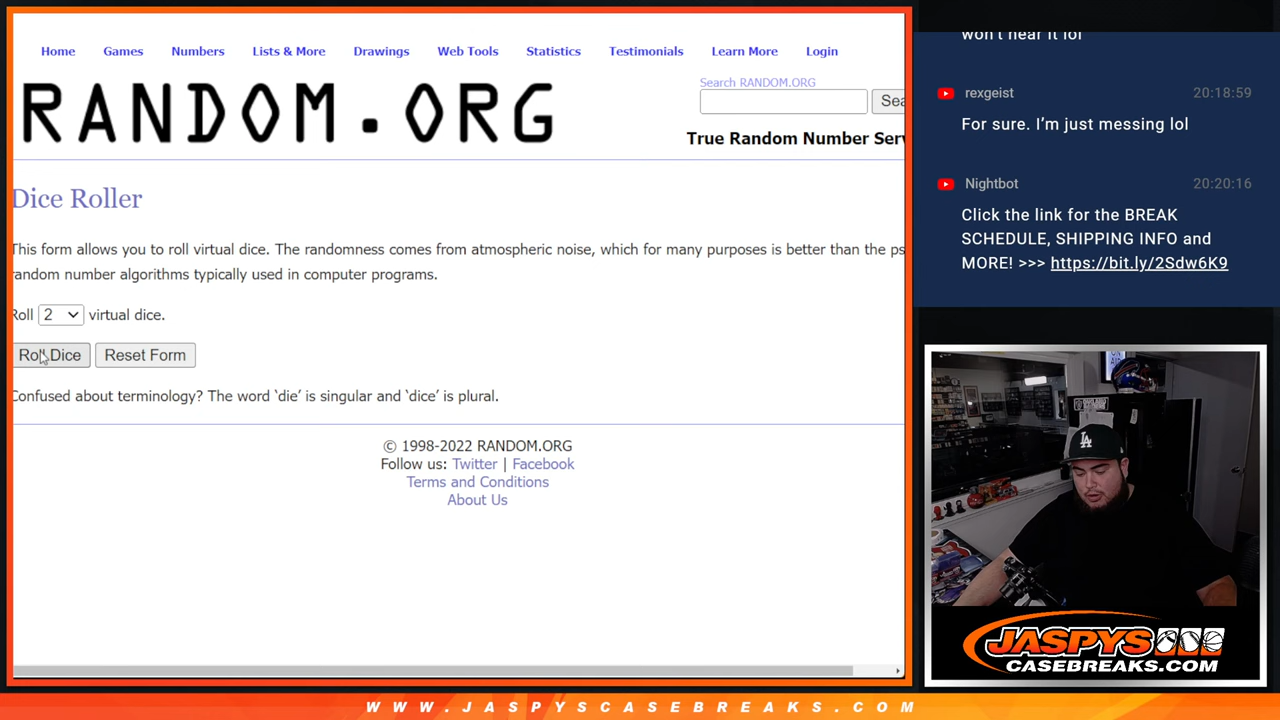 Home Games Numbers Lists & More Drawings Web Tools Statistics Testimonials Learn More Login
RANDOM.ORG
Search RANDOM.ORG
Sea
True Random Number Serv
Dice Roller
This form allows you to roll virtual dice. The randomness comes from atmospheric noise, which for many purposes is better than the ps
random number algorithms typically used in computer programs.
Roll 2 virtual dice.
Roll Dice Reset Form
Confused about terminology? The word ‘die’ is singular and ‘dice’ is plural.
© 1998-2022 RANDOM.ORG
Follow us: Twitter | Facebook
Terms and Conditions
About Us
won't hear it lol
rexgeist 20:18:59
For sure. I’m just messing lol
Nightbot 20:20:16
Click the link for the BREAK
SCHEDULE, SHIPPING INFO and
MORE! >>> https://bit.ly/2Sdw6K9
LA
JASPYS
CASEBREAKS.COM
WWW.JASPYSCASEBREAKS.COM